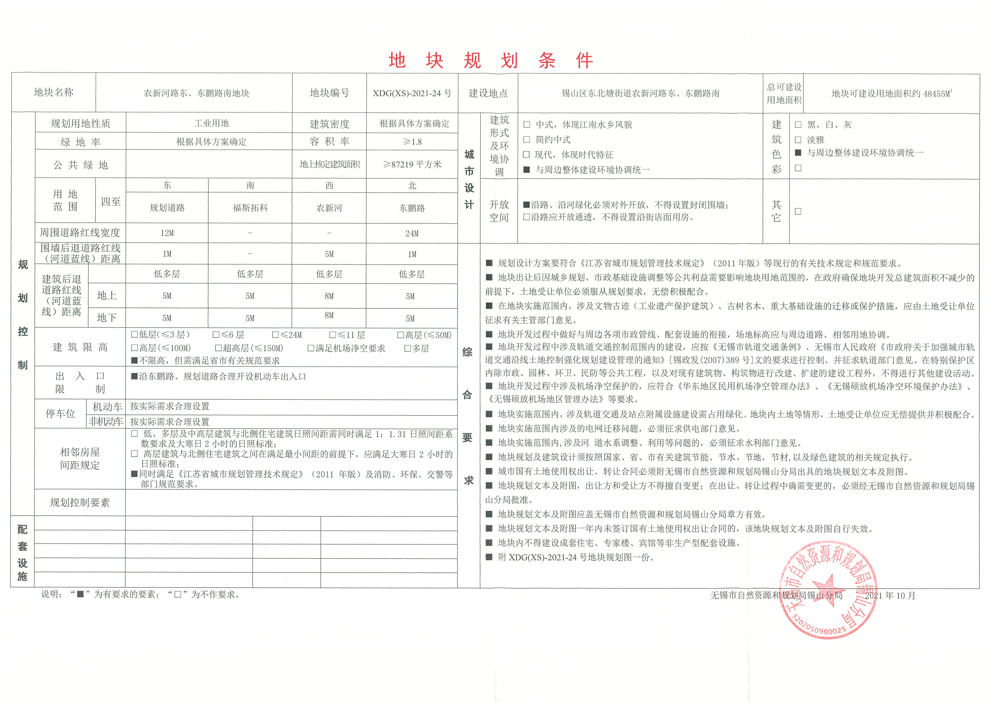 地块规划条件
地块名称 农新河路东、东鹏路南地块 地块编号 XDG(XS)-2021-24 号 建设地点 锡山区东北塘街道农新河路东、东鹏路南 总可建设用地面积 地块可建设用地面积约 48455M²
规划控制
规划用地性质 工业用地 建筑密度 根据具体方案确定
绿地率 根据具体方案确定 容积率 ≥1.8
公共绿地 地上核定建筑面积 ≥87219 平方米
用地范围 四至 东 南 西 北
规划道路 福斯拓科 农新河 东鹏路
周围道路红线宽度 12M － － 24M
围墙后退道路红线（河道蓝线）距离 1M － 5M 1M
建筑后退道路红线（河道蓝线）距离 低多层 低多层 低多层 低多层
地上 5M 5M 8M 5M
地下 5M 5M 8M 5M
建筑限高
□低层(≤3 层) □≤6 层 □≤24M □≤11 层 □高层(≤50M)
□高层(≤100M) □超高层(≤150M) □满足机场净空要求 □多层
■不限高，但需满足省市有关规范要求
出入口限制 ■沿东鹏路、规划道路合理开设机动车出入口
停车位 机动车 按实际需求合理设置
非机动车 按实际需求合理设置
相邻房屋间距规定
□ 低、多层及中高层建筑与北侧住宅建筑日照间距需同时满足 1：1.31 日照间距系
数要求及大寒日 2 小时的日照标准；
□ 高层建筑与北侧住宅建筑之间在满足最小间距的前提下，应满足大寒日 2 小时的
日照标准；
■同时满足《江苏省城市规划管理技术规定》（2011 年版）及消防、环保、交警等
部门规范要求。
规划控制要素
配套设施
城市设计
建筑形式及环境协调
□ 中式，体现江南水乡风貌
□ 简约中式
□ 现代，体现时代特征
■ 与周边整体建设环境协调统一
建筑色彩
□ 黑、白、灰
□ 淡雅
■ 与周边整体建设环境协调统一
□
开放空间
■沿路、沿河绿化必须对外开放，不得设置封闭围墙；
□沿路应开放通透，不得设置沿街店面用房。
其它 □
综合要求
■ 规划设计方案要符合《江苏省城市规划管理技术规定》（2011 年版）等现行的有关技术规定和规范要求。
■ 地块出让后因城乡规划、市政基础设施调整等公共利益需要影响地块用地范围的，在政府确保地块开发总建筑面积不减少的
前提下，土地受让单位必须服从规划要求，无偿积极配合。
■ 在地块实施范围内，涉及文物古迹（工业遗产保护建筑）、古树名木、重大基础设施的迁移或保护措施，应由土地受让单位
征求有关主管部门意见。
■ 地块开发过程中做好与周边各项市政管线、配套设施的衔接，场地标高应与周边道路、相邻用地协调。
■ 地块开发过程中涉及轨道交通控制范围内的建设，应按《无锡市轨道交通条例》、无锡市人民政府《市政府关于加强城市轨
道交通沿线土地控制强化规划建设管理的通知》[锡政发(2007)389 号]文的要求进行控制，并征求轨道部门意见。在特别保护区
内除市政、园林、环卫、民防等公共工程，以及对现有建筑物、构筑物进行改建、扩建的建设工程外，不得进行其他建设活动。
■ 地块开发过程中涉及机场净空保护的，应符合《华东地区民用机场净空管理办法》、《无锡硕放机场净空环境保护办法》、
《无锡硕放机场地区管理办法》等要求。
■ 地块实施范围内，涉及轨道交通及站点附属设施建设需占用绿化、地块内土地等情形，土地受让单位应无偿提供并积极配合。
■ 地块实施范围内涉及的电网迁移问题，必须征求供电部门意见。
■ 地块实施范围内,涉及河 道水系调整、利用等问题的，必须征求水利部门意见。
■ 地块规划及建筑设计须按照国家、省、市有关建筑节能、节水、节地、节材,以及绿色建筑的相关规定执行。
■ 城市国有土地使用权出让、转让合同必须附无锡市自然资源和规划局锡山分局出具的地块规划文本及附图。
■ 地块规划文本及附图，出让方和受让方不得擅自变更；在出让、转让过程中确需变更的，必须经无锡市自然资源和规划局锡
山分局批准。
■ 地块规划文本及附图应盖无锡市自然资源和规划局锡山分局章方有效。
■ 地块规划文本及附图一年内未签订国有土地使用权出让合同的，该地块规划文本及附图自行失效。
■ 地块内不得建设成套住宅、专家楼、宾馆等非生产型配套设施。
■ 附 XDG(XS)-2021-24 号地块规划图一份。
说明：“■”为有要求的要素；“□”为不作要求。
无锡市自然资源和规划局锡山分局 2021 年 10 月
无锡市自然资源和规划局锡山分局
3202050980025